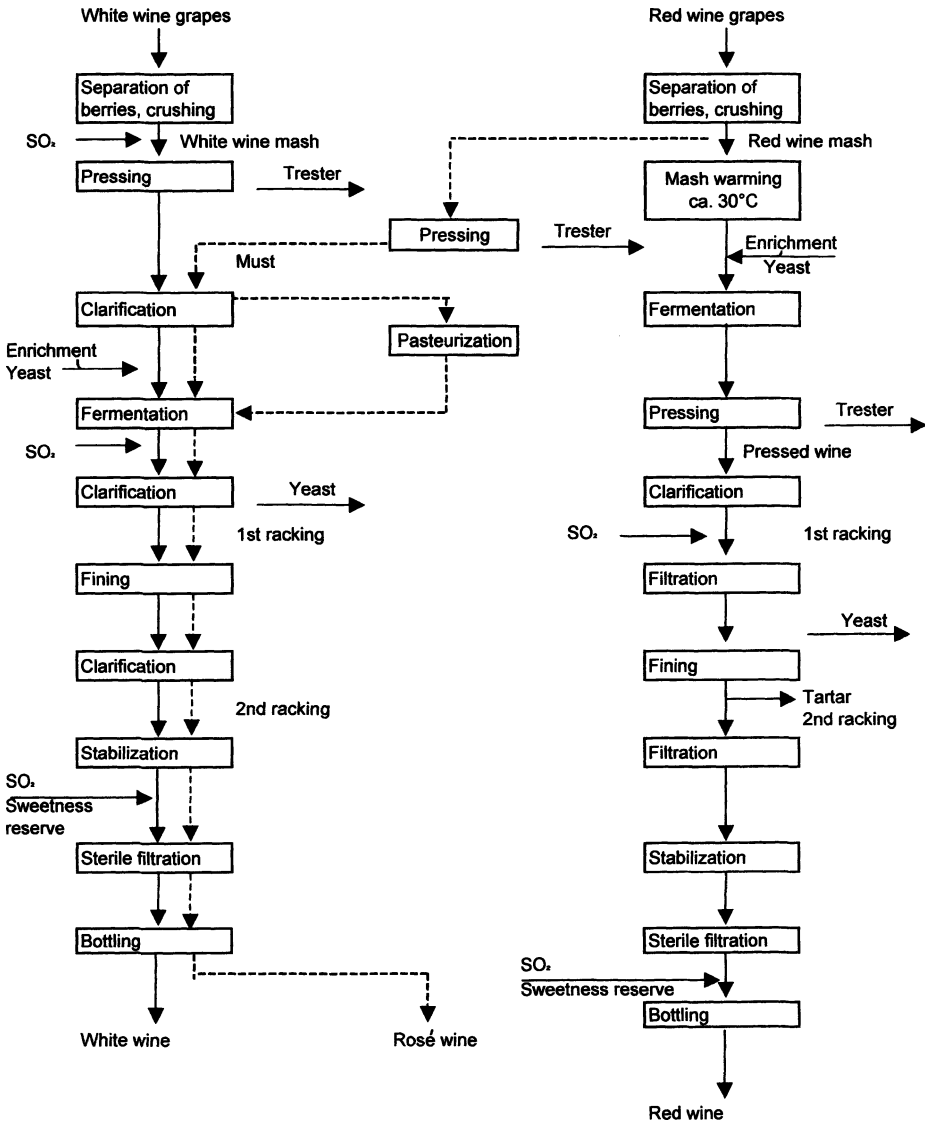 White wine grapes
Separation of
berries, crushing
SO₂
White wine mash
Pressing
Trester
Pressing
Trester
Must
Clarification
Pasteurization
Enrichment
Yeast
Fermentation
SO₂
Clarification
Yeast
1st racking
Fining
Clarification
2nd racking
Stabilization
SO₂
Sweetness
reserve
Sterile filtration
Bottling
White wine
Rosé wine
Red wine grapes
Separation of
berries, crushing
Red wine mash
Mash warming
ca. 30°C
Enrichment
Yeast
Fermentation
Pressing
Trester
Pressed wine
Clarification
SO₂
1st racking
Filtration
Yeast
Fining
Tartar
2nd racking
Filtration
Stabilization
Sterile filtration
SO₂
Sweetness reserve
Bottling
Red wine